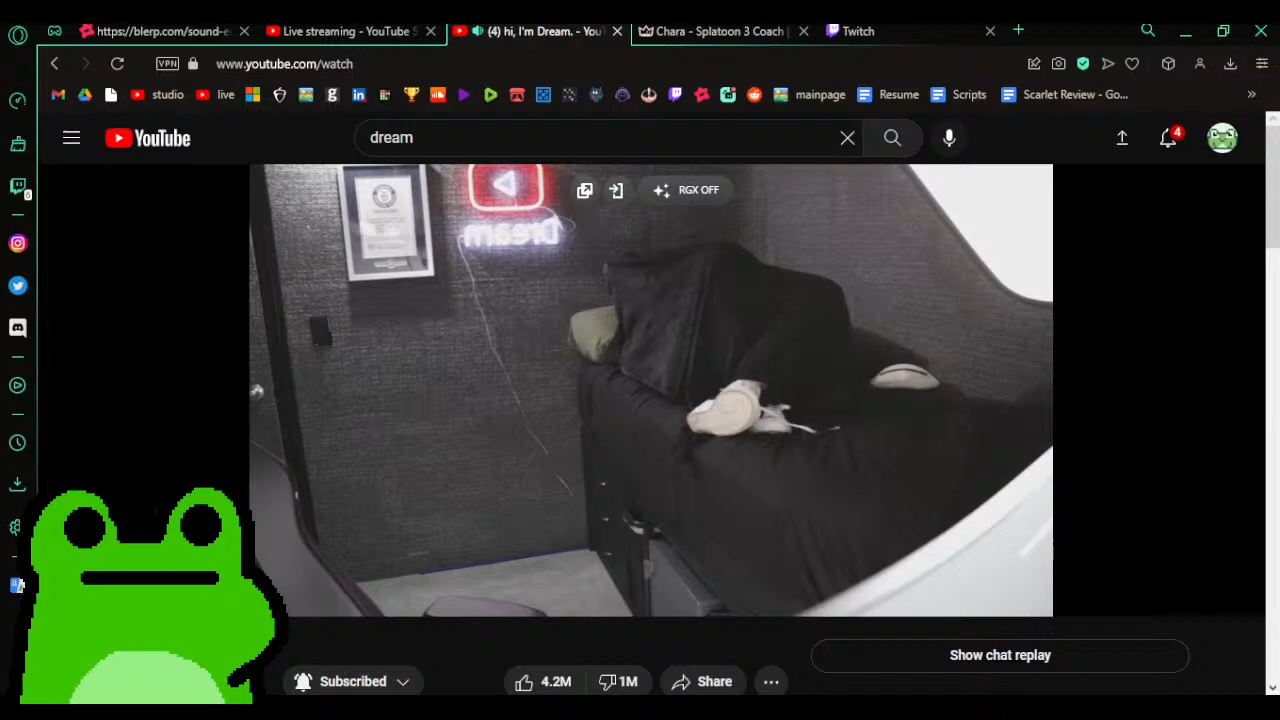 https://blerp.com/sound-e
Live streaming - YouTube S
(4) hi, I'm Dream. - YouT
Chara - Splatoon 3 Coach |
Twitch
VPN
www.youtube.com/watch
studio
live
mainpage
Resume
Scripts
Scarlet Review - Go...
YouTube
dream
4
RGX OFF
Dream
0
Show chat replay
Subscribed
4.2M
1M
Share